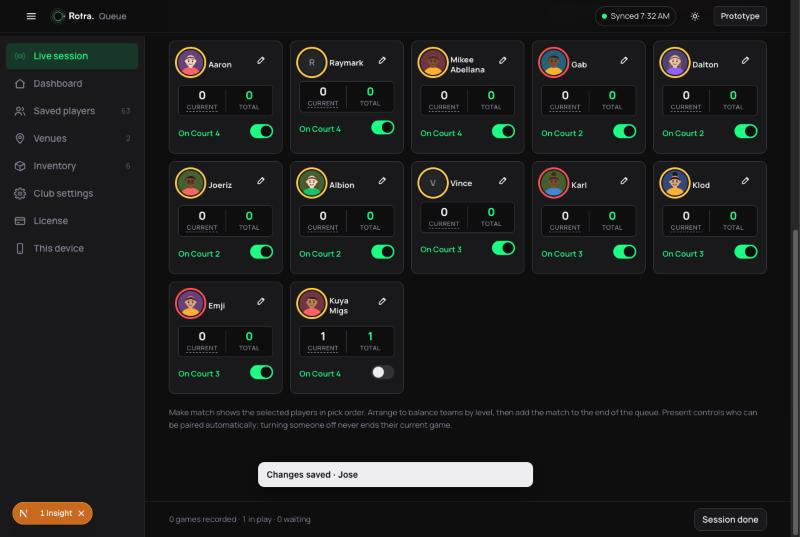 Rotra. Queue
Synced 7:32 AM
Prototype
Live session
Dashboard
Saved players 63
Venues 2
Inventory 6
Club settings
License
This device
N 1 Insight
Aaron
0 0
CURRENT TOTAL
On Court 4
R Raymark
0 0
CURRENT TOTAL
On Court 4
Mikee
Abellana
0 0
CURRENT TOTAL
On Court 4
Gab
0 0
CURRENT TOTAL
On Court 2
Dalton
0 0
CURRENT TOTAL
On Court 2
Joeriz
0 0
CURRENT TOTAL
On Court 2
Albion
0 0
CURRENT TOTAL
On Court 2
V Vince
0 0
CURRENT TOTAL
On Court 3
Karl
0 0
CURRENT TOTAL
On Court 3
Klod
0 0
CURRENT TOTAL
On Court 3
Emji
0 0
CURRENT TOTAL
On Court 3
Kuya
Migs
1 1
CURRENT TOTAL
On Court 4
Make match shows the selected players in pick order. Arrange to balance teams by level, then add the match to the end of the queue. Present controls who can
be paired automatically; turning someone off never ends their current game.
Changes saved · Jose
0 games recorded · 1 in play · 0 waiting
Session done